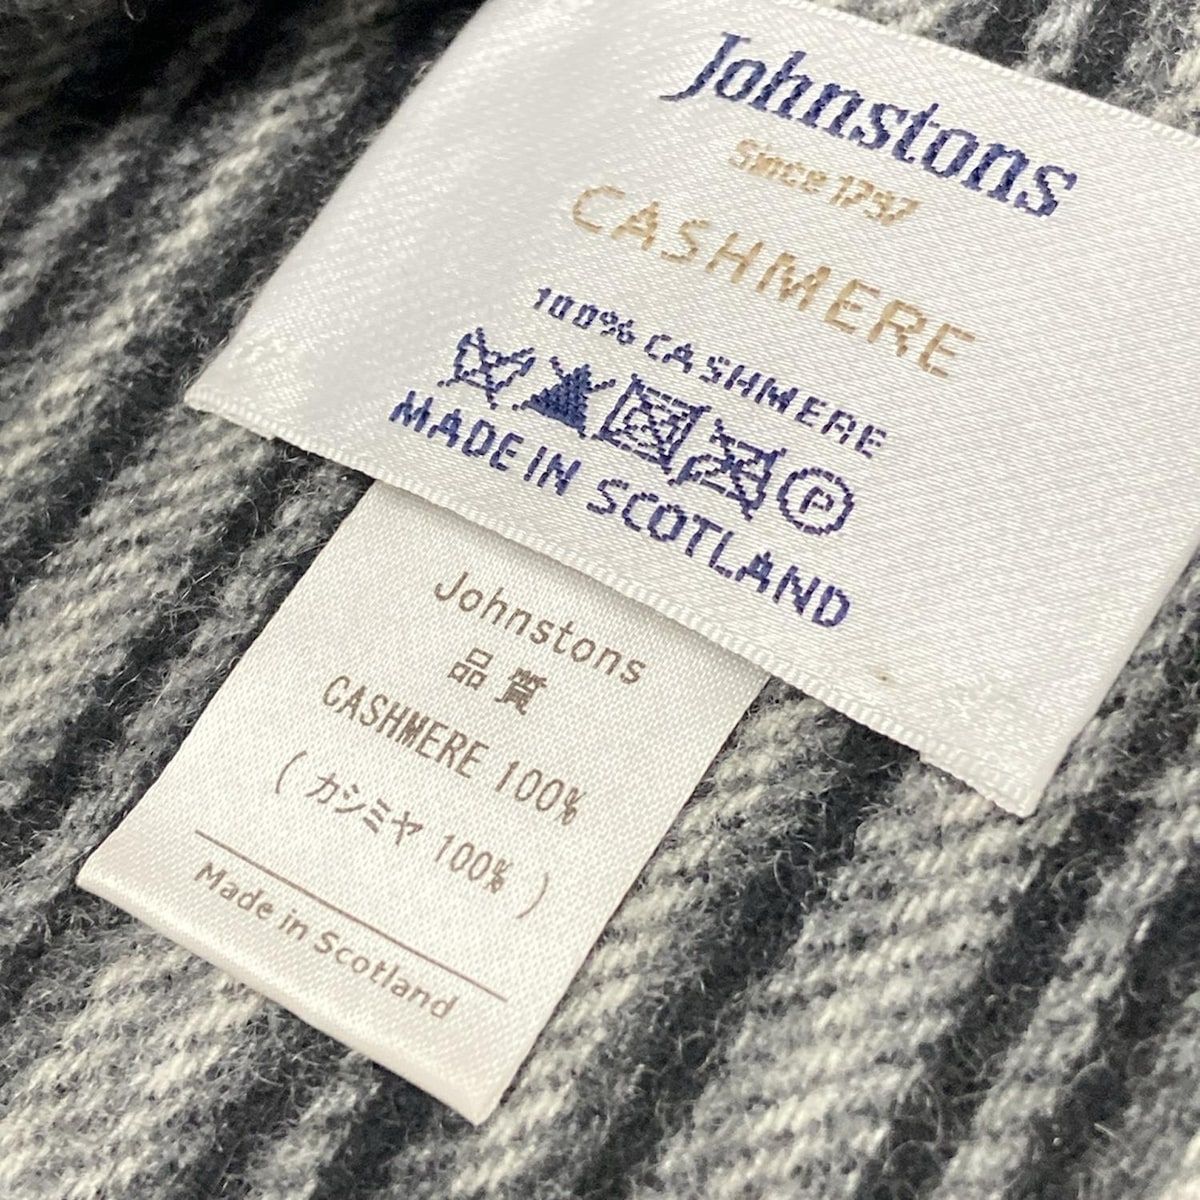 Johnstons
Since 1797
CASHMERE
100% CASHMERE
P
MADE IN SCOTLAND
Johnstons
品質
CASHMERE 100%
(カシミヤ 100%)
Made in Scotland